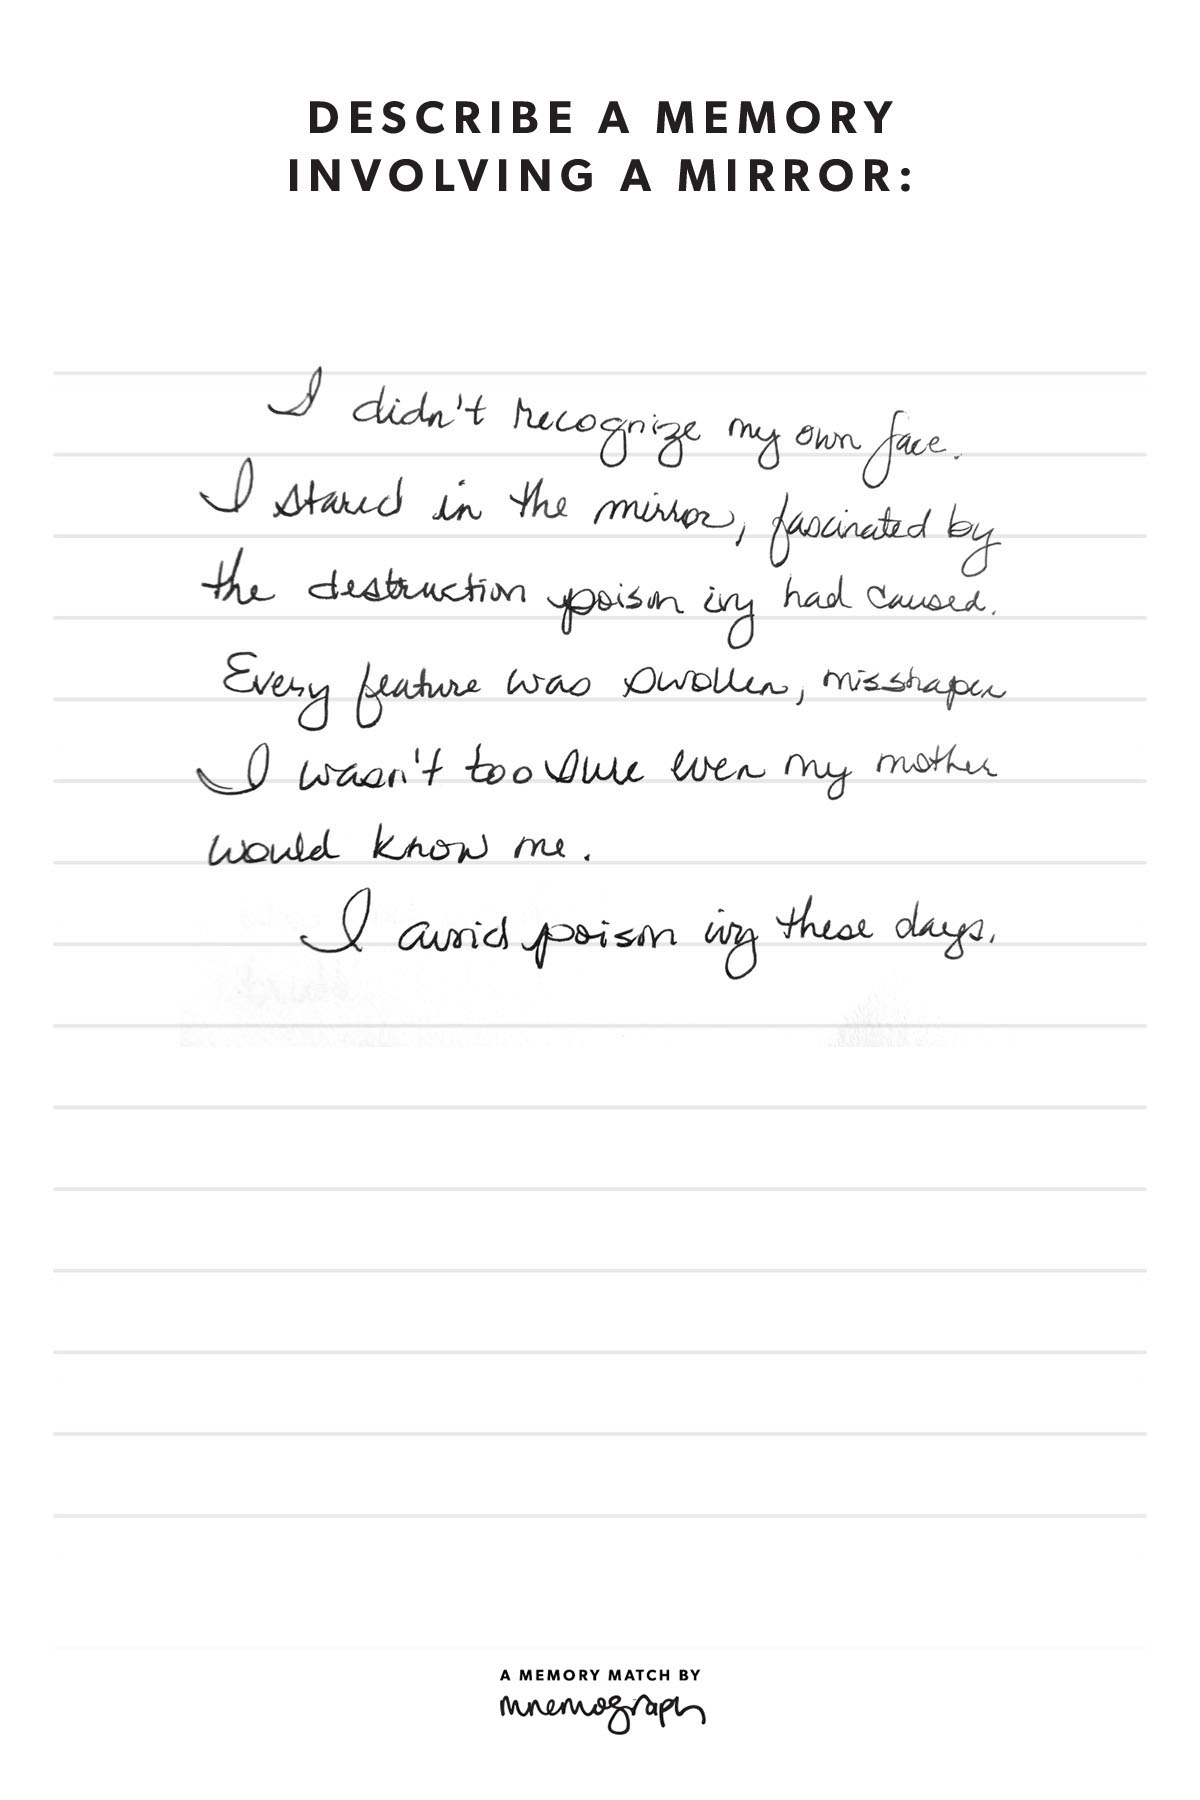 DESCRIBE A MEMORY
INVOLVING A MIRROR:
I didn't recognize my own face.
I stared in the mirror, fascinated by
the destruction poison ivy had caused.
Every feature was swollen, misshapen
I wasn't too sure even my mother
would know me.
I avoid poison ivy these days.
A MEMORY MATCH BY
mnemograph